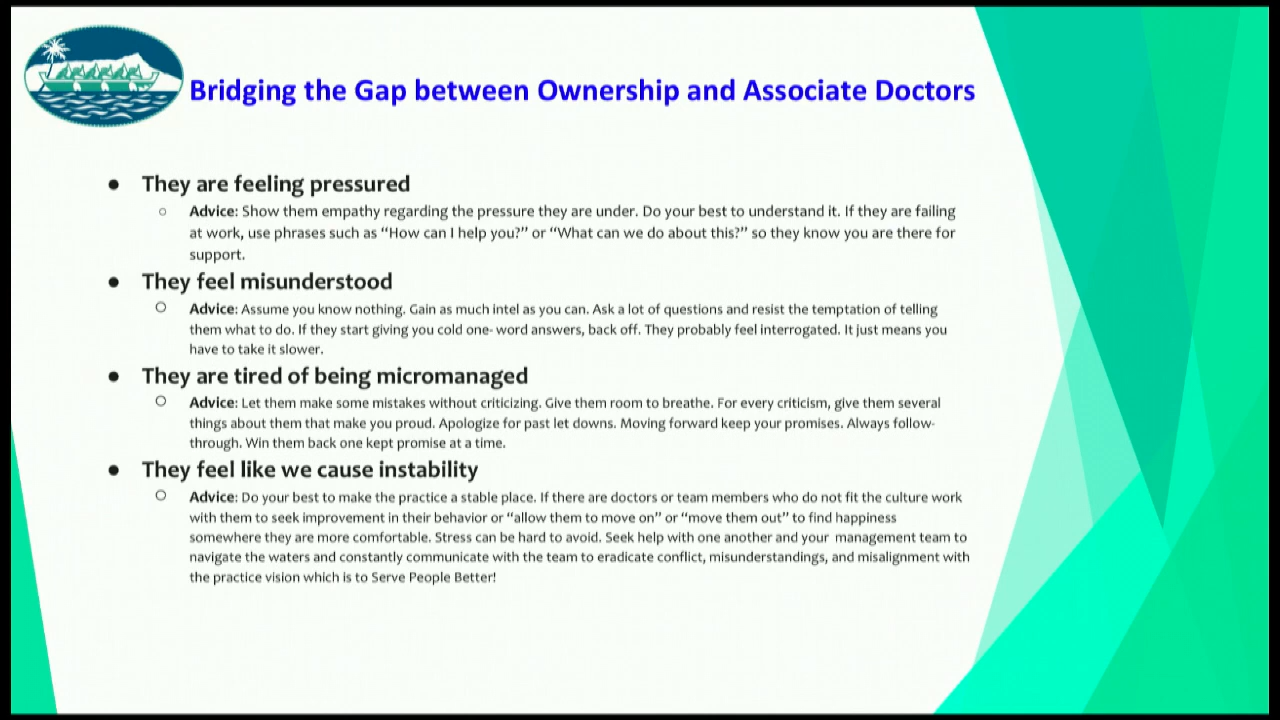 Bridging the Gap between Ownership and Associate Doctors
● They are feeling pressured
○ Advice: Show them empathy regarding the pressure they are under. Do your best to understand it. If they are failing
at work, use phrases such as “How can I help you?” or “What can we do about this?” so they know you are there for
support.
● They feel misunderstood
○ Advice: Assume you know nothing. Gain as much intel as you can. Ask a lot of questions and resist the temptation of telling
them what to do. If they start giving you cold one- word answers, back off. They probably feel interrogated. It just means you
have to take it slower.
● They are tired of being micromanaged
○ Advice: Let them make some mistakes without criticizing. Give them room to breathe. For every criticism, give them several
things about them that make you proud. Apologize for past let downs. Moving forward keep your promises. Always follow-
through. Win them back one kept promise at a time.
● They feel like we cause instability
○ Advice: Do your best to make the practice a stable place. If there are doctors or team members who do not fit the culture work
with them to seek improvement in their behavior or “allow them to move on” or “move them out” to find happiness
somewhere they are more comfortable. Stress can be hard to avoid. Seek help with one another and your management team to
navigate the waters and constantly communicate with the team to eradicate conflict, misunderstandings, and misalignment with
the practice vision which is to Serve People Better!